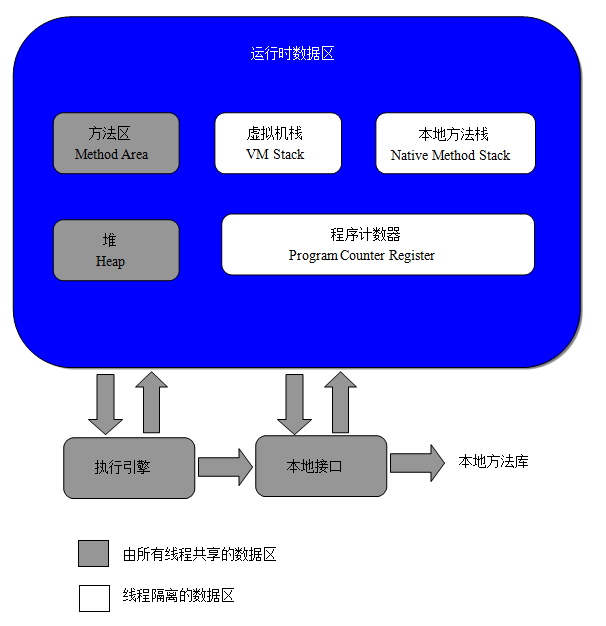 运行时数据区
方法区
Method Area
虚拟机栈
VM Stack
本地方法栈
Native Method Stack
堆
Heap
程序计数器
Program Counter Register
执行引擎
本地接口
本地方法库
由所有线程共享的数据区
线程隔离的数据区